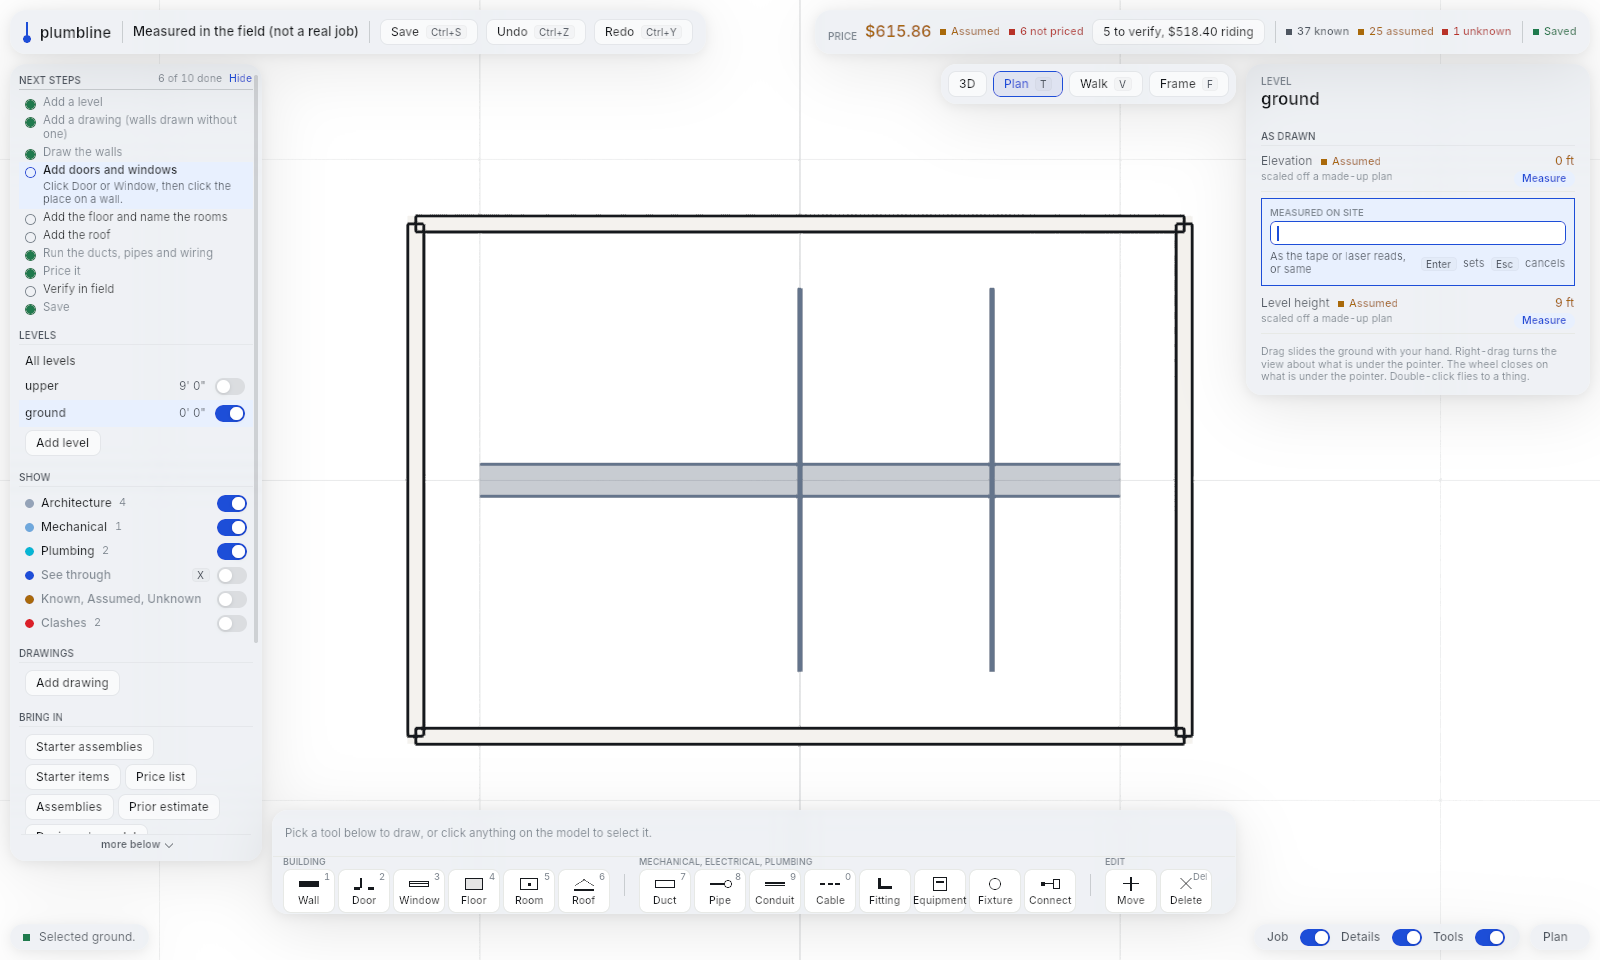 plumbline
Measured in the field (not a real job)
Save Ctrl+S
Undo Ctrl+Z
Redo Ctrl+Y
PRICE $615.86 Assumed 6 not priced
5 to verify, $518.40 riding
37 known 25 assumed 1 unknown
Saved
3D
Plan T
Walk V
Frame F
NEXT STEPS 6 of 10 done Hide
Add a level
Add a drawing (walls drawn without
one)
Draw the walls
Add doors and windows
Click Door or Window, then click the
place on a wall.
Add the floor and name the rooms
Add the roof
Run the ducts, pipes and wiring
Price it
Verify in field
Save
LEVELS
All levels
upper 9' 0"
ground 0' 0"
Add level
SHOW
Architecture 4
Mechanical 1
Plumbing 2
See through X
Known, Assumed, Unknown
Clashes 2
DRAWINGS
Add drawing
BRING IN
Starter assemblies
Starter items Price list
Assemblies Prior estimate
more below
LEVEL
ground
AS DRAWN
Elevation Assumed 0 ft
scaled off a made-up plan Measure
MEASURED ON SITE
As the tape or laser reads,
or same
Enter sets Esc cancels
Level height Assumed 9 ft
scaled off a made-up plan Measure
Drag slides the ground with your hand. Right-drag turns the
view about what is under the pointer. The wheel closes on
what is under the pointer. Double-click flies to a thing.
Pick a tool below to draw, or click anything on the model to select it.
BUILDING
Wall 1
Door 2
Window 3
Floor 4
Room 5
Roof 6
MECHANICAL, ELECTRICAL, PLUMBING
Duct 7
Pipe 8
Conduit 9
Cable 0
Fitting
Equipment
Fixture
Connect
EDIT
Move
Delete Del
Selected ground.
Job Details Tools Plan